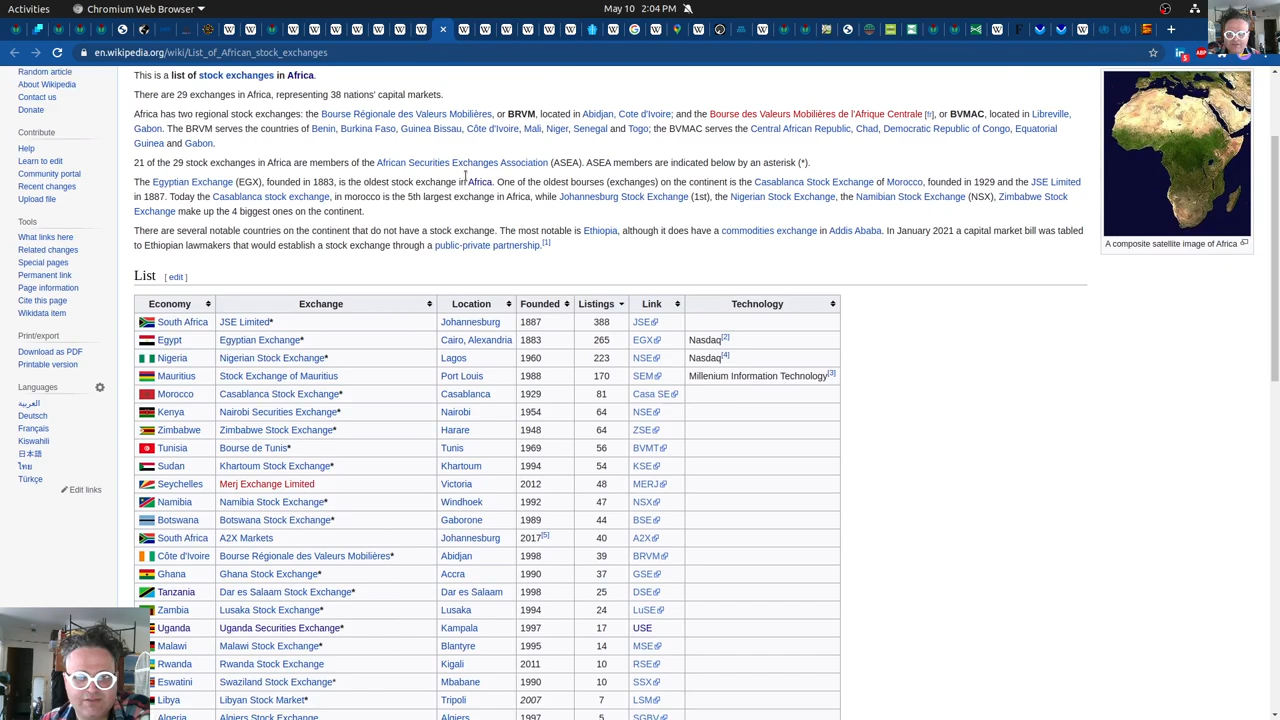 Activities
Chromium Web Browser
May 10 2:04 PM
en.wikipedia.org/wiki/List_of_African_stock_exchanges
Random article
About Wikipedia
Contact us
Donate
Contribute
Help
Learn to edit
Community portal
Recent changes
Upload file
Tools
What links here
Related changes
Special pages
Permanent link
Page information
Cite this page
Wikidata item
Print/export
Download as PDF
Printable version
Languages
العربية
Deutsch
Français
Kiswahili
日本語
ไทย
Türkçe
Edit links
This is a list of stock exchanges in Africa.
There are 29 exchanges in Africa, representing 38 nations' capital markets.
Africa has two regional stock exchanges: the Bourse Régionale des Valeurs Mobilières, or BRVM, located in Abidjan, Cote d'Ivoire; and the Bourse des Valeurs Mobilières de l'Afrique Centrale [fr], or BVMAC, located in Libreville,
Gabon. The BRVM serves the countries of Benin, Burkina Faso, Guinea Bissau, Côte d'Ivoire, Mali, Niger, Senegal and Togo; the BVMAC serves the Central African Republic, Chad, Democratic Republic of Congo, Equatorial
Guinea and Gabon.
21 of the 29 stock exchanges in Africa are members of the African Securities Exchanges Association (ASEA). ASEA members are indicated below by an asterisk (*).
The Egyptian Exchange (EGX), founded in 1883, is the oldest stock exchange in Africa. One of the oldest bourses (exchanges) on the continent is the Casablanca Stock Exchange of Morocco, founded in 1929 and the JSE Limited
in 1887. Today the Casablanca stock exchange, in morocco is the 5th largest exchange in Africa, while Johannesburg Stock Exchange (1st), the Nigerian Stock Exchange, the Namibian Stock Exchange (NSX), Zimbabwe Stock
Exchange make up the 4 biggest ones on the continent.
There are several notable countries on the continent that do not have a stock exchange. The most notable is Ethiopia, although it does have a commodities exchange in Addis Ababa. In January 2021 a capital market bill was tabled
to Ethiopian lawmakers that would establish a stock exchange through a public-private partnership.[1]
A composite satellite image of Africa
List [ edit ]
Economy Exchange Location Founded Listings Link Technology
South Africa JSE Limited* Johannesburg 1887 388 JSE
Egypt Egyptian Exchange* Cairo, Alexandria 1883 265 EGX Nasdaq[2]
Nigeria Nigerian Stock Exchange* Lagos 1960 223 NSE Nasdaq[4]
Mauritius Stock Exchange of Mauritius Port Louis 1988 170 SEM Millenium Information Technology[3]
Morocco Casablanca Stock Exchange* Casablanca 1929 81 Casa SE
Kenya Nairobi Securities Exchange* Nairobi 1954 64 NSE
Zimbabwe Zimbabwe Stock Exchange* Harare 1948 64 ZSE
Tunisia Bourse de Tunis* Tunis 1969 56 BVMT
Sudan Khartoum Stock Exchange* Khartoum 1994 54 KSE
Seychelles Merj Exchange Limited Victoria 2012 48 MERJ
Namibia Namibia Stock Exchange* Windhoek 1992 47 NSX
Botswana Botswana Stock Exchange* Gaborone 1989 44 BSE
South Africa A2X Markets Johannesburg 2017[5] 40 A2X
Côte d'Ivoire Bourse Régionale des Valeurs Mobilières* Abidjan 1998 39 BRVM
Ghana Ghana Stock Exchange* Accra 1990 37 GSE
Tanzania Dar es Salaam Stock Exchange* Dar es Salaam 1998 25 DSE
Zambia Lusaka Stock Exchange* Lusaka 1994 24 LuSE
Uganda Uganda Securities Exchange* Kampala 1997 17 USE
Malawi Malawi Stock Exchange* Blantyre 1995 14 MSE
Rwanda Rwanda Stock Exchange Kigali 2011 10 RSE
Eswatini Swaziland Stock Exchange* Mbabane 1990 10 SSX
Libya Libyan Stock Market* Tripoli 2007 7 LSM
Algeria Algiers Stock Exchange Algiers 1997 5 SGBV